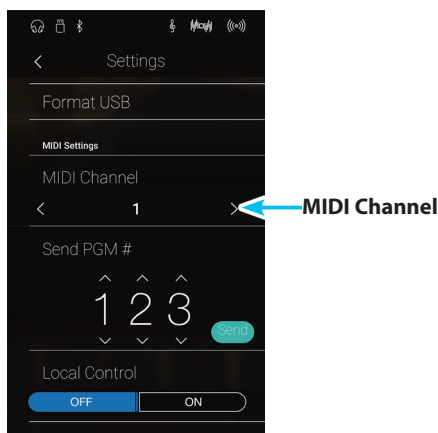 Settings
Format USB
MIDI Settings
MIDI Channel
1
MIDI Channel
Send PGM #
1 2 3
Send
Local Control
OFF ON